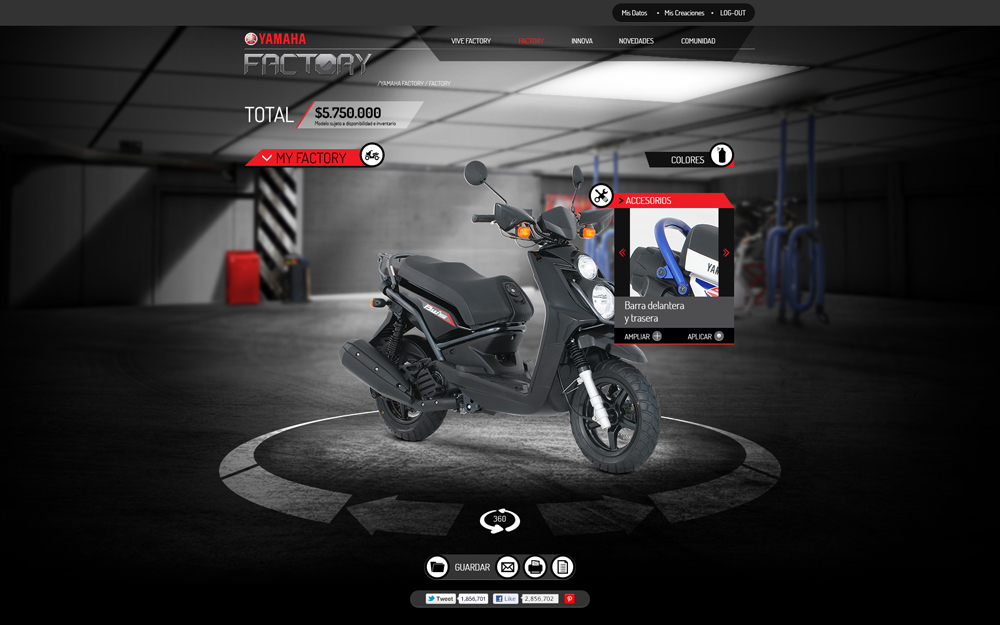 Mis Datos • Mis Creaciones • LOG-OUT
YAMAHA
FACTORY
VIVE FACTORY FACTORY INNOVA NOVEDADES COMUNIDAD
/YAMAHA FACTORY / FACTORY
TOTAL $5.750.000
Modelo sujeto a disponibilidad e inventario
MY FACTORY
COLORES
> ACCESORIOS
YAM
Barra delantera
y trasera
AMPLIAR
APLICAR
360
GUARDAR
Tweet 1,856,701 Like 2,856,702